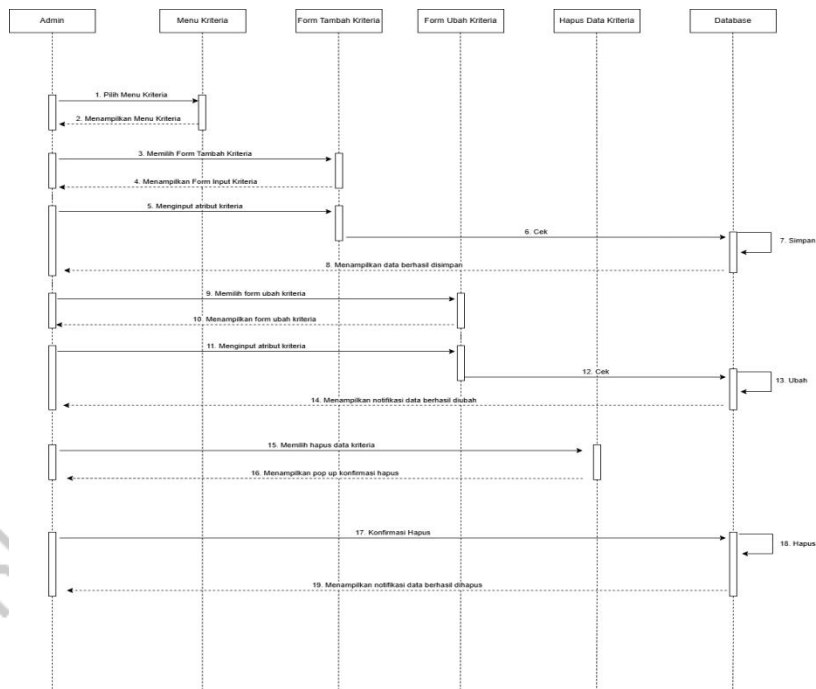 Admin
Menu Kriteria
Form Tambah Kriteria
Form Ubah Kriteria
Hapus Data Kriteria
Database
1. Pilih Menu Kriteria
2. Menampilkan Menu Kriteria
3. Memilih Form Tambah Kriteria
4. Menampilkan Form Input Kriteria
5. Menginput atribut kriteria
6. Cek
7. Simpan
8. Menampilkan data berhasil disimpan
9. Memilih form ubah kriteria
10. Menampilkan form ubah kriteria
11. Menginput atribut kriteria
12. Cek
13. Ubah
14. Menampilkan notifikasi data berhasil diubah
15. Memilih hapus data kriteria
16. Menampilkan pop up konfirmasi hapus
17. Konfirmasi Hapus
18. Hapus
19. Menampilkan notifikasi data berhasil dihapus